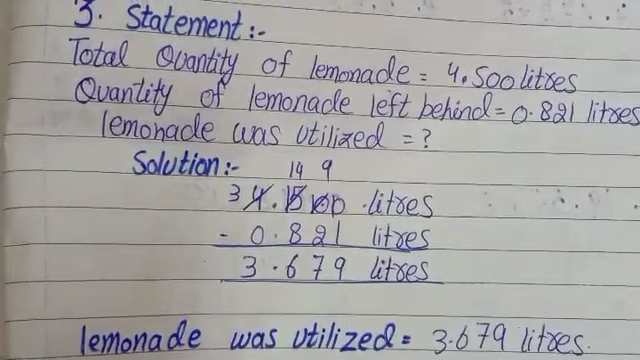 3. Statement:-
Total Quantity of lemonade = 4.500 litres
Quantity of lemonade left behind = 0.821 litres
lemonade was utilized = ?
Solution:- 14 9
3 4.500 litres
- 0.821 litres
3.679 litres
lemonade was utilized = 3.679 litres.